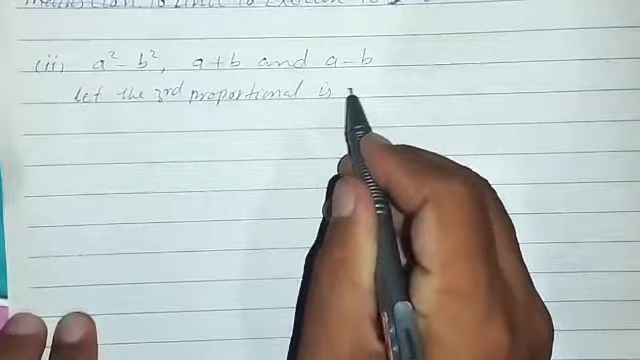 (ii) a² - b², a + b and a - b
let the 3rd proportional is